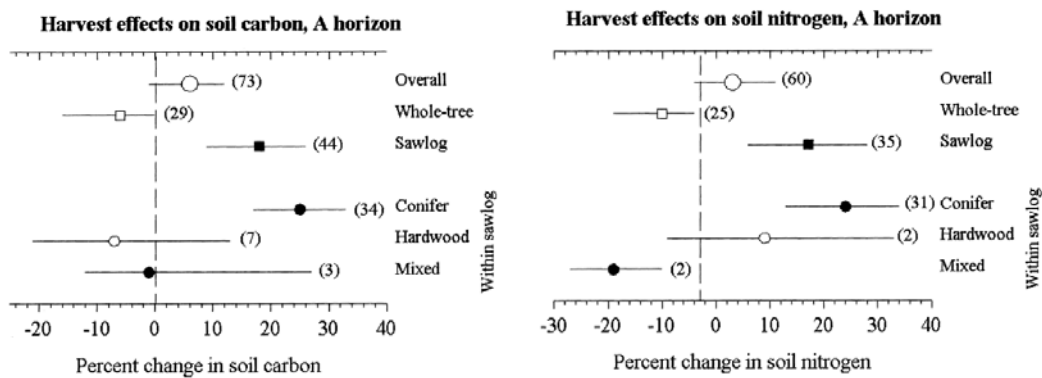 Harvest effects on soil carbon, A horizon
(73) Overall
(29) Whole-tree
(44) Sawlog
(34) Conifer
(7) Hardwood
(3) Mixed
Within sawlog
-20 -10 0 10 20 30 40
Percent change in soil carbon
Harvest effects on soil nitrogen, A horizon
(60) Overall
(25) Whole-tree
(35) Sawlog
(31) Conifer
(2) Hardwood
(2) Mixed
Within sawlog
-30 -20 -10 0 10 20 30 40
Percent change in soil nitrogen